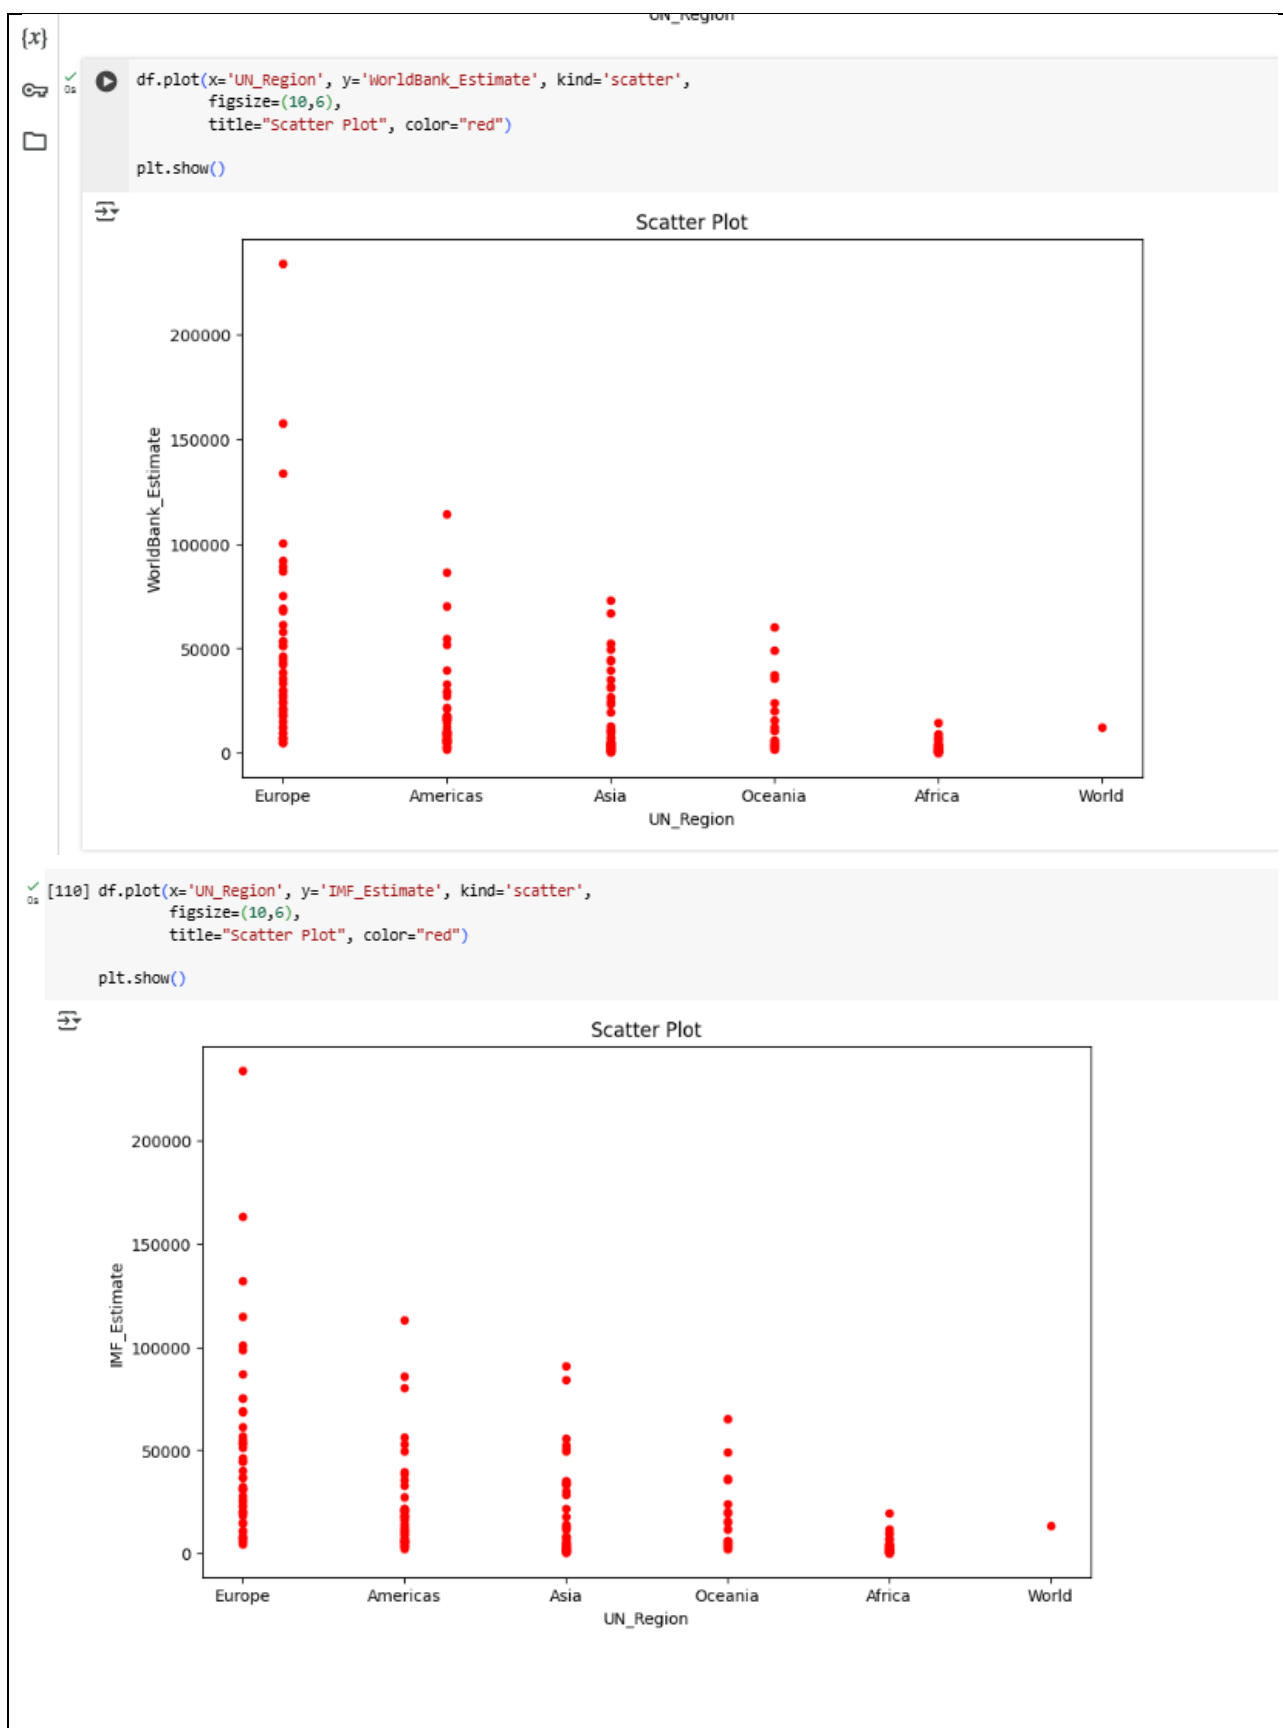 UN_Region
{x}
0s
df.plot(x='UN_Region', y='WorldBank_Estimate', kind='scatter',
figsize=(10,6),
title="Scatter Plot", color="red")
plt.show()
Scatter Plot
200000
150000
100000
50000
0
WorldBank_Estimate
Europe Americas Asia Oceania Africa World
UN_Region
0s
[110] df.plot(x='UN_Region', y='IMF_Estimate', kind='scatter',
figsize=(10,6),
title="Scatter Plot", color="red")
plt.show()
Scatter Plot
200000
150000
100000
50000
0
IMF_Estimate
Europe Americas Asia Oceania Africa World
UN_Region